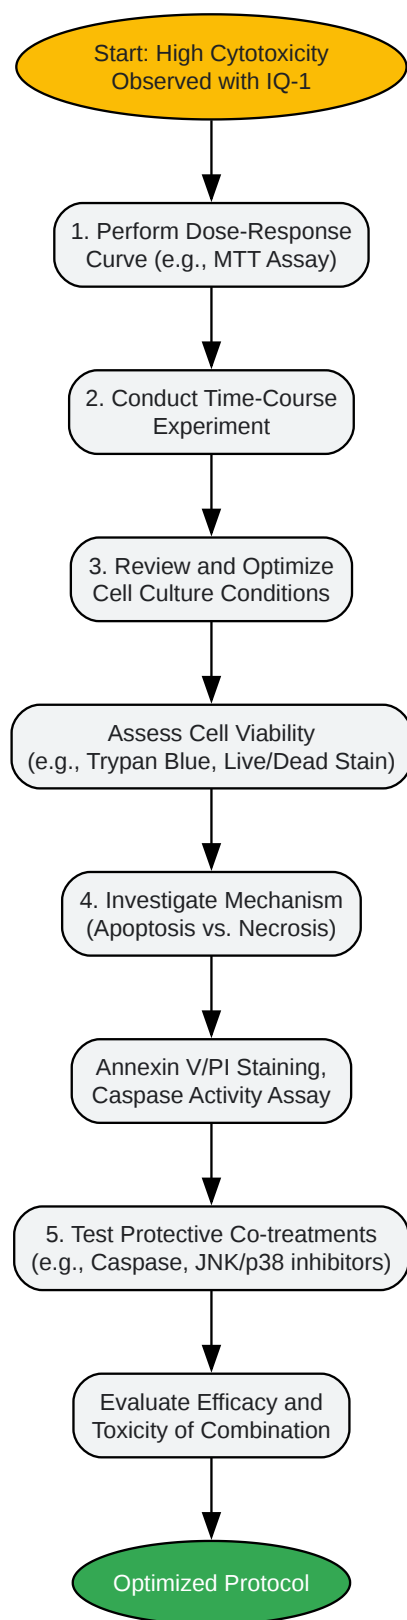 Start: High Cytotoxicity
Observed with IQ-1
1. Perform Dose-Response
Curve (e.g., MTT Assay)
2. Conduct Time-Course
Experiment
3. Review and Optimize
Cell Culture Conditions
Assess Cell Viability
(e.g., Trypan Blue, Live/Dead Stain)
4. Investigate Mechanism
(Apoptosis vs. Necrosis)
Annexin V/PI Staining,
Caspase Activity Assay
5. Test Protective Co-treatments
(e.g., Caspase, JNK/p38 inhibitors)
Evaluate Efficacy and
Toxicity of Combination
Optimized Protocol